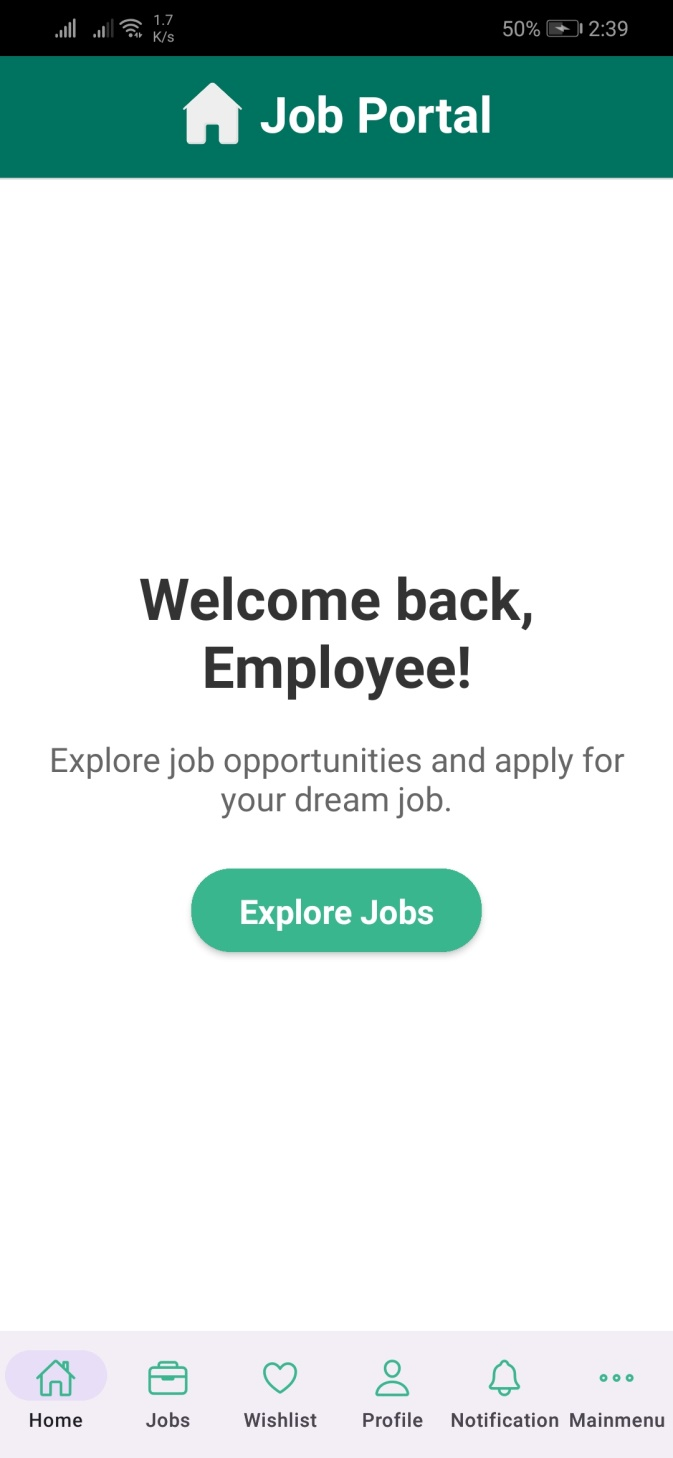 1.7
K/s
50%
2:39
Job Portal
Welcome back,
Employee!
Explore job opportunities and apply for
your dream job.
Explore Jobs
Home
Jobs
Wishlist
Profile
Notification
Mainmenu